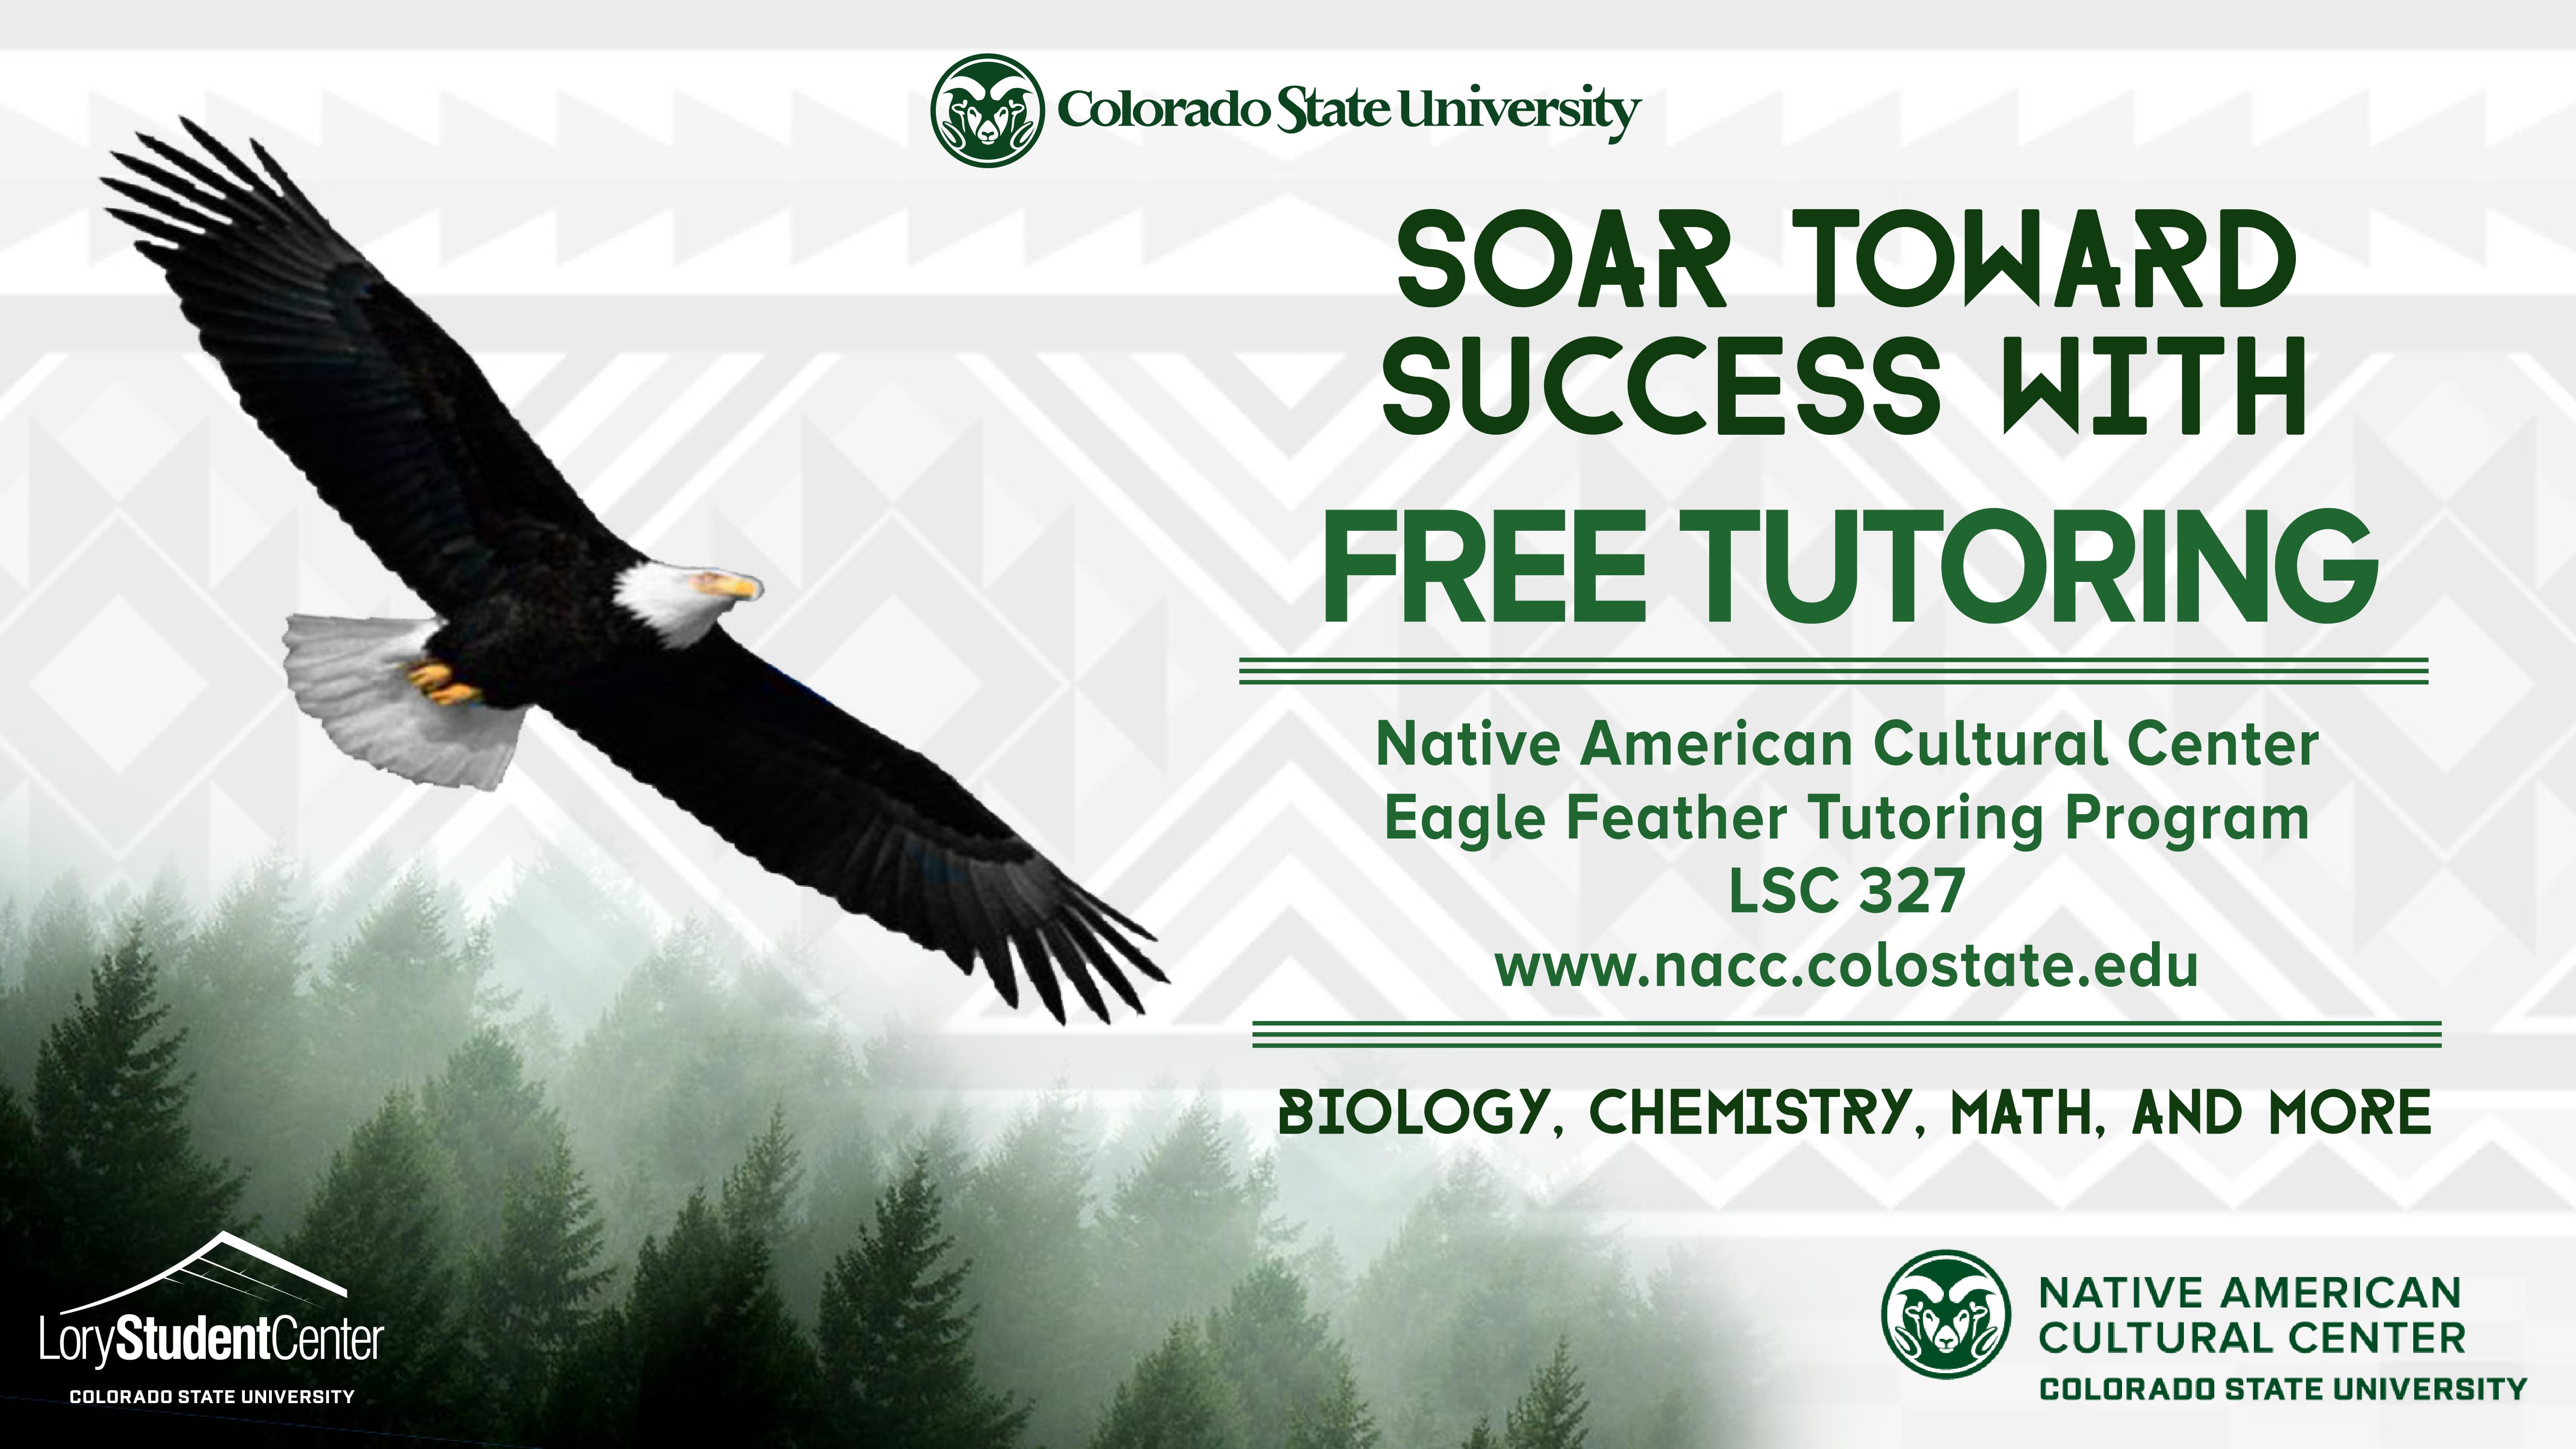 Colorado State University
SOAR TOWARD
SUCCESS WITH
FREE TUTORING
Native American Cultural Center
Eagle Feather Tutoring Program
LSC 327
www.nacc.colostate.edu
BIOLOGY, CHEMISTRY, MATH, AND MORE
LoryStudentCenter
COLORADO STATE UNIVERSITY
NATIVE AMERICAN
CULTURAL CENTER
COLORADO STATE UNIVERSITY